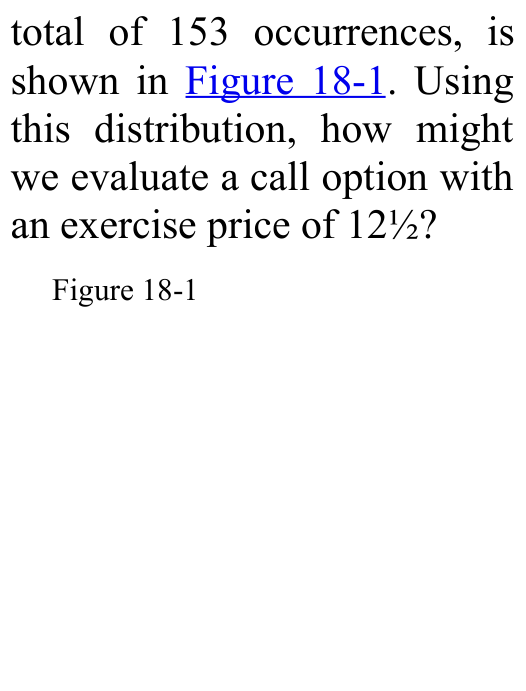 total of 153 occurrences, is
shown in Figure 18-1. Using
this distribution, how might
we evaluate a call option with
an exercise price of 12½?
Figure 18-1